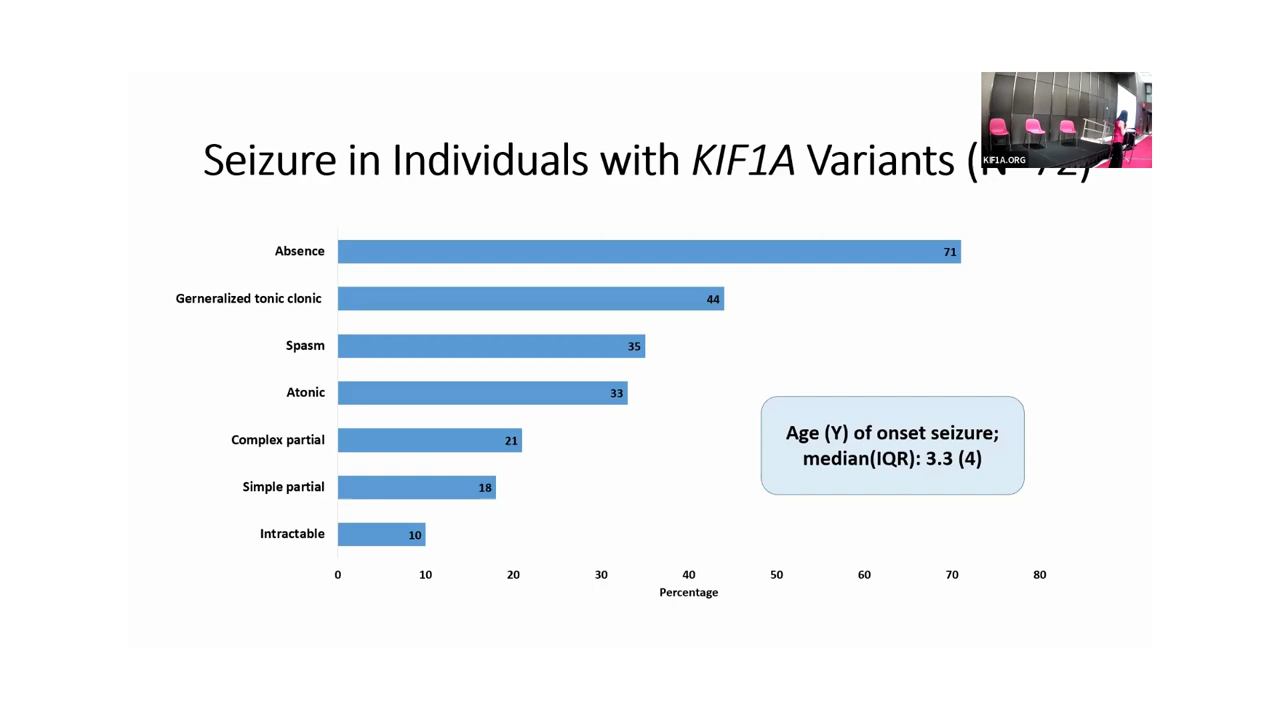 Seizure in Individuals with KIF1A Variants (
KIF1A.ORG
Absence 71
Gerneralized tonic clonic 44
Spasm 35
Atonic 33
Complex partial 21
Simple partial 18
Intractable 10
Age (Y) of onset seizure;
median(IQR): 3.3 (4)
0 10 20 30 40 50 60 70 80
Percentage